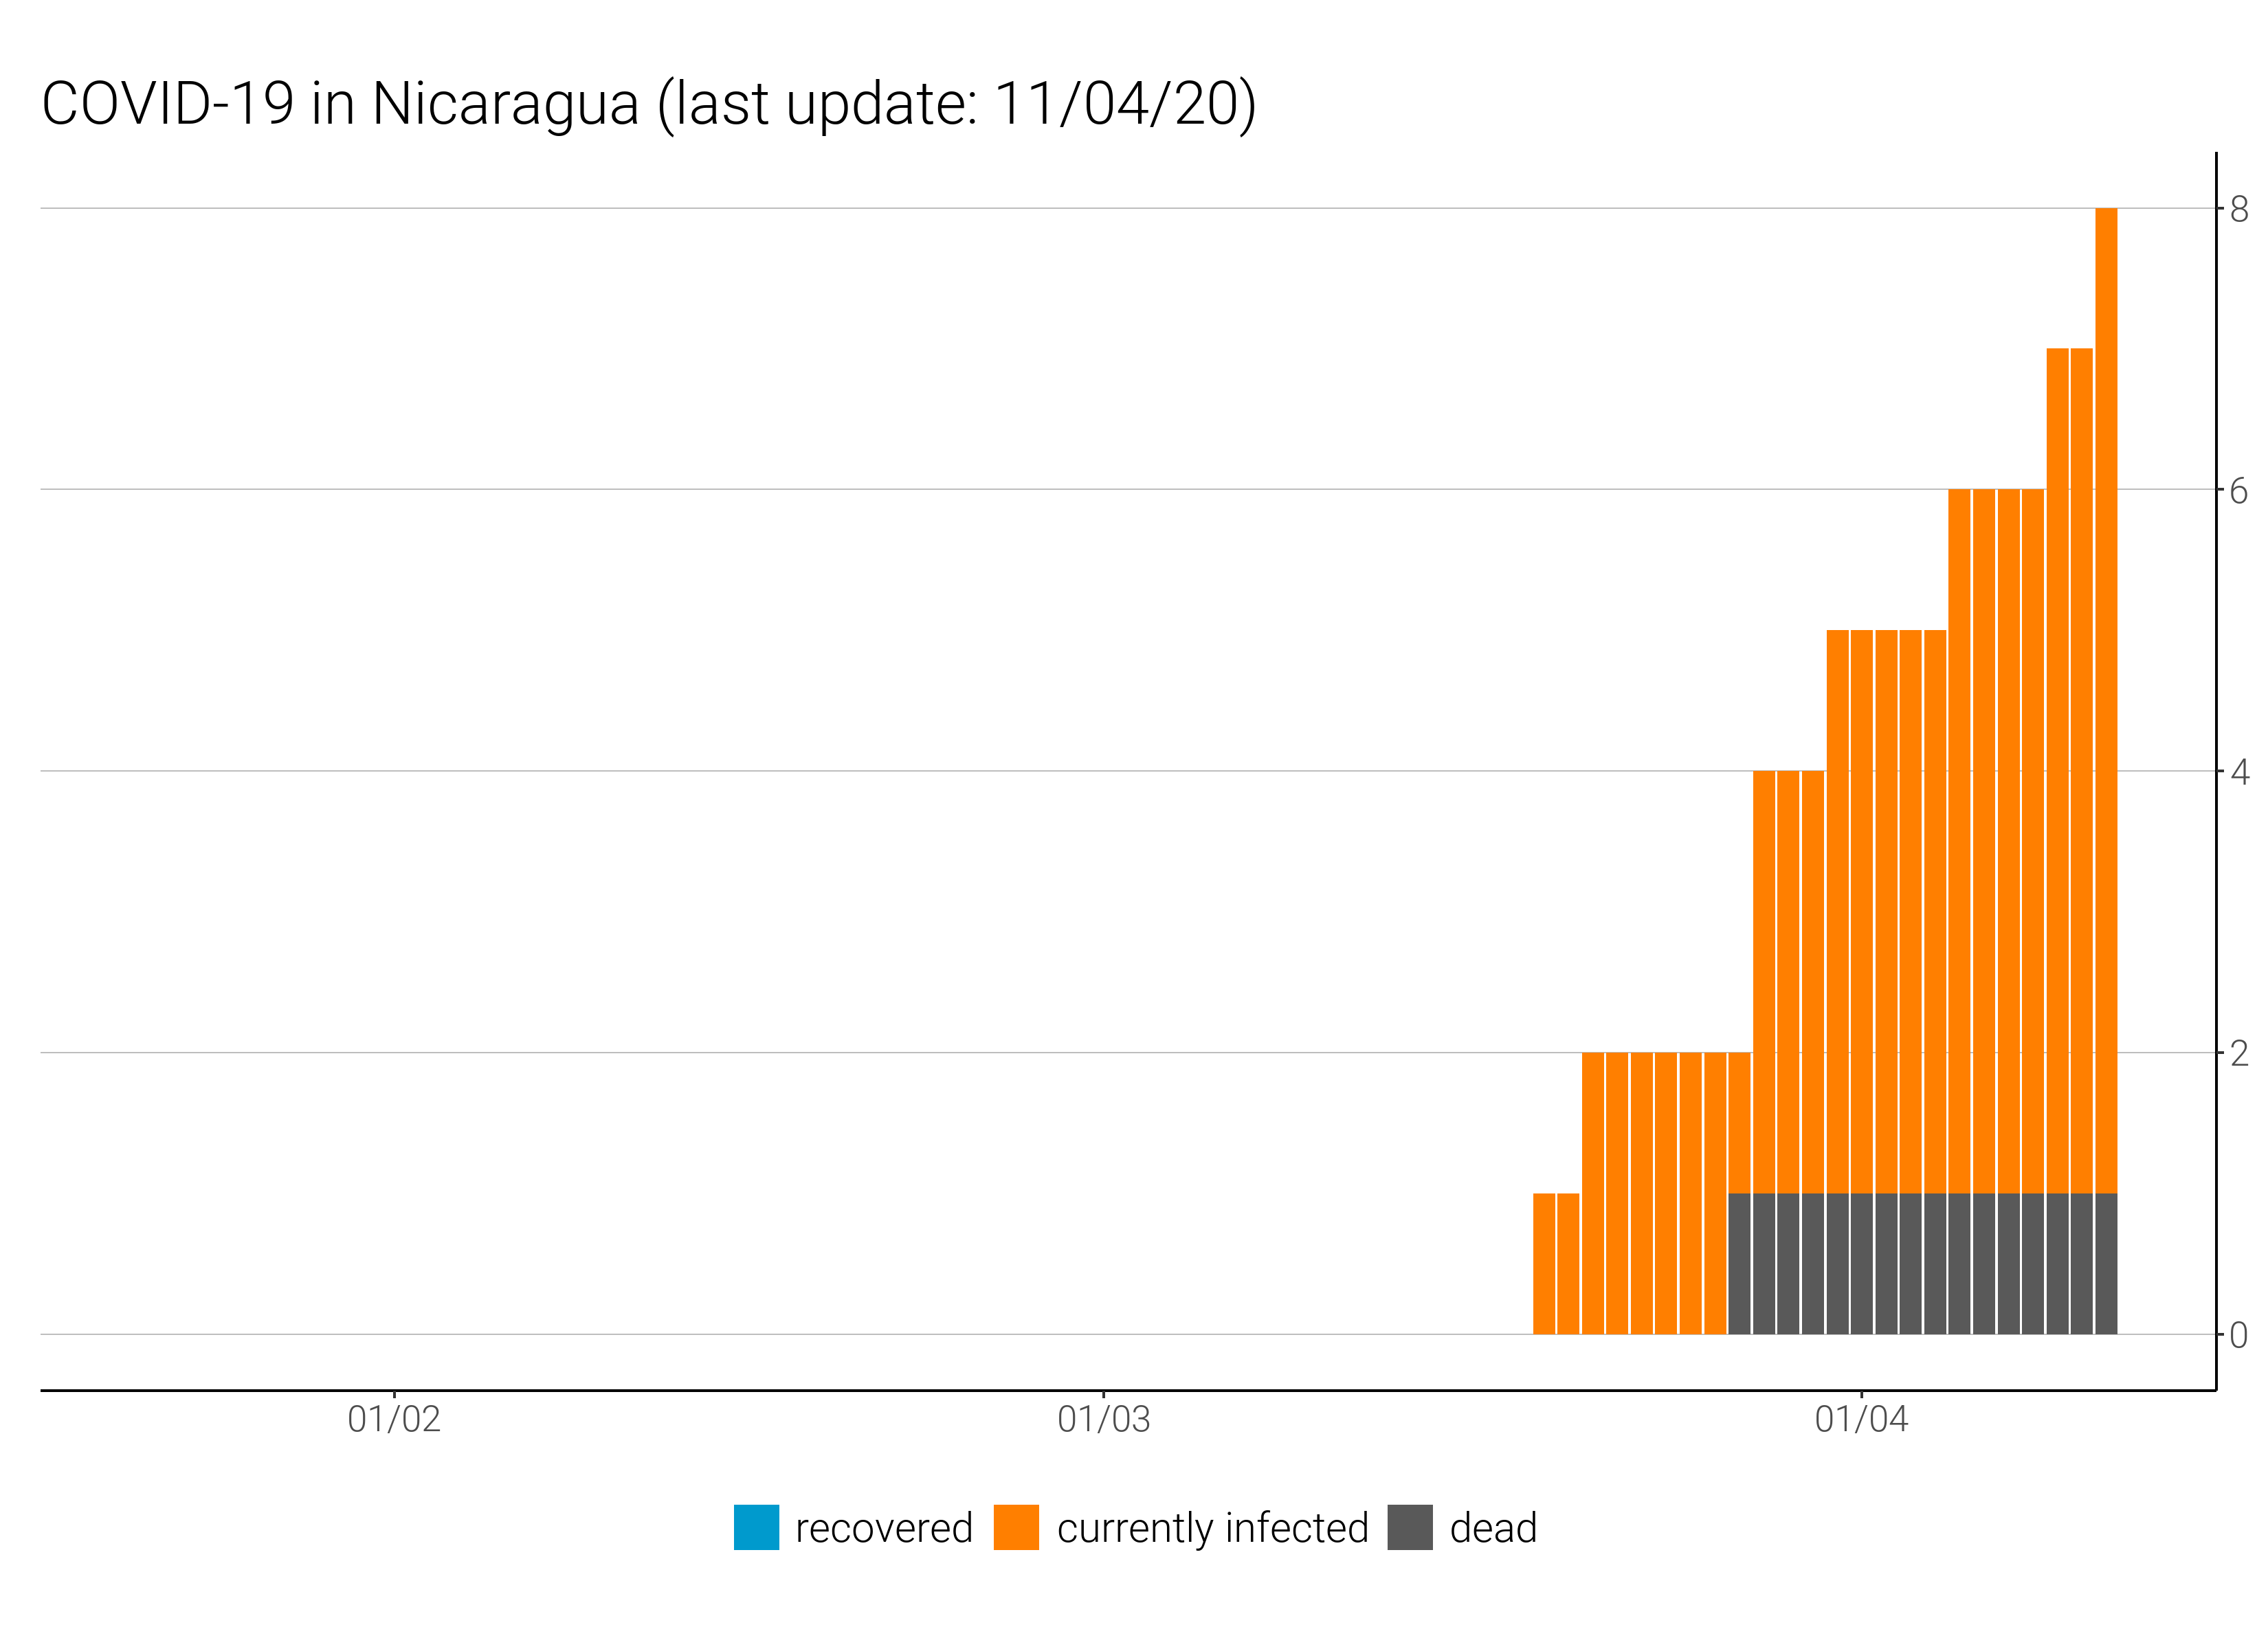 COVID-19 in Nicaragua (last update: 11/04/20)
8
6
4
2
0
01/02 01/03 01/04
recovered currently infected dead